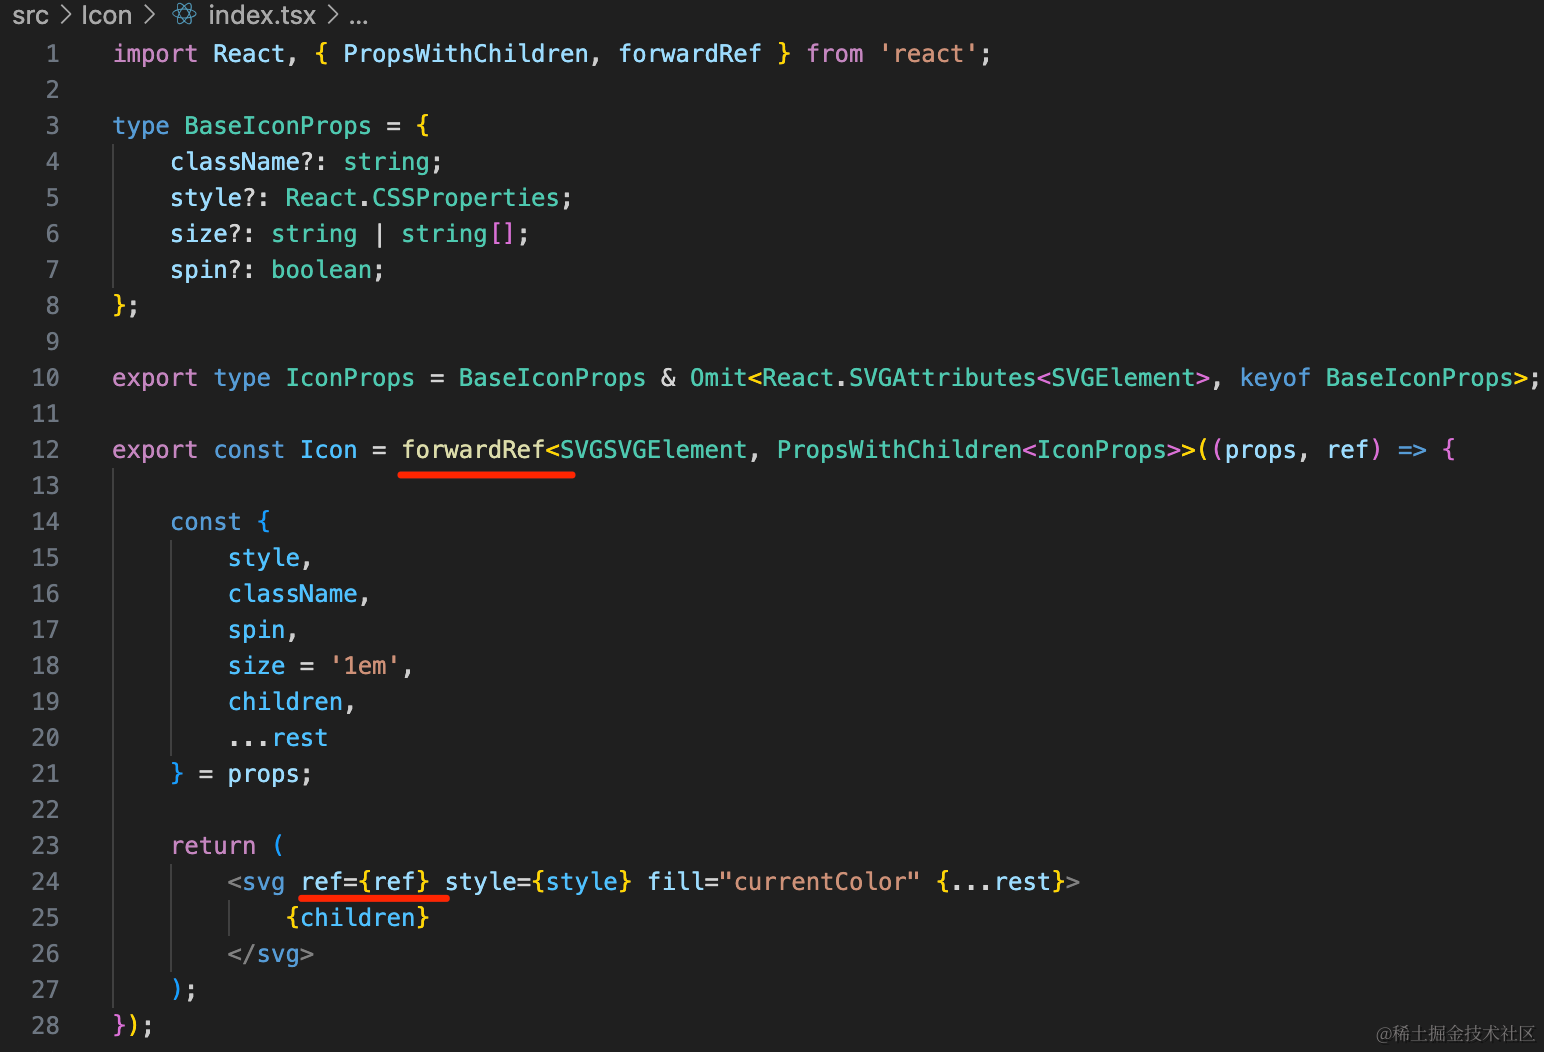 src > Icon > index.tsx > ...
1 import React, { PropsWithChildren, forwardRef } from 'react';
2
3 type BaseIconProps = {
4     className?: string;
5     style?: React.CSSProperties;
6     size?: string | string[];
7     spin?: boolean;
8 };
9
10 export type IconProps = BaseIconProps & Omit<React.SVGAttributes<SVGElement>, keyof BaseIconProps>;
11
12 export const Icon = forwardRef<SVGSVGElement, PropsWithChildren<IconProps>>((props, ref) => {
13
14     const {
15         style,
16         className,
17         spin,
18         size = '1em',
19         children,
20         ...rest
21     } = props;
22
23     return (
24         <svg ref={ref} style={style} fill="currentColor" {...rest}>
25             {children}
26         </svg>
27     );
28 });
@稀土掘金技术社区